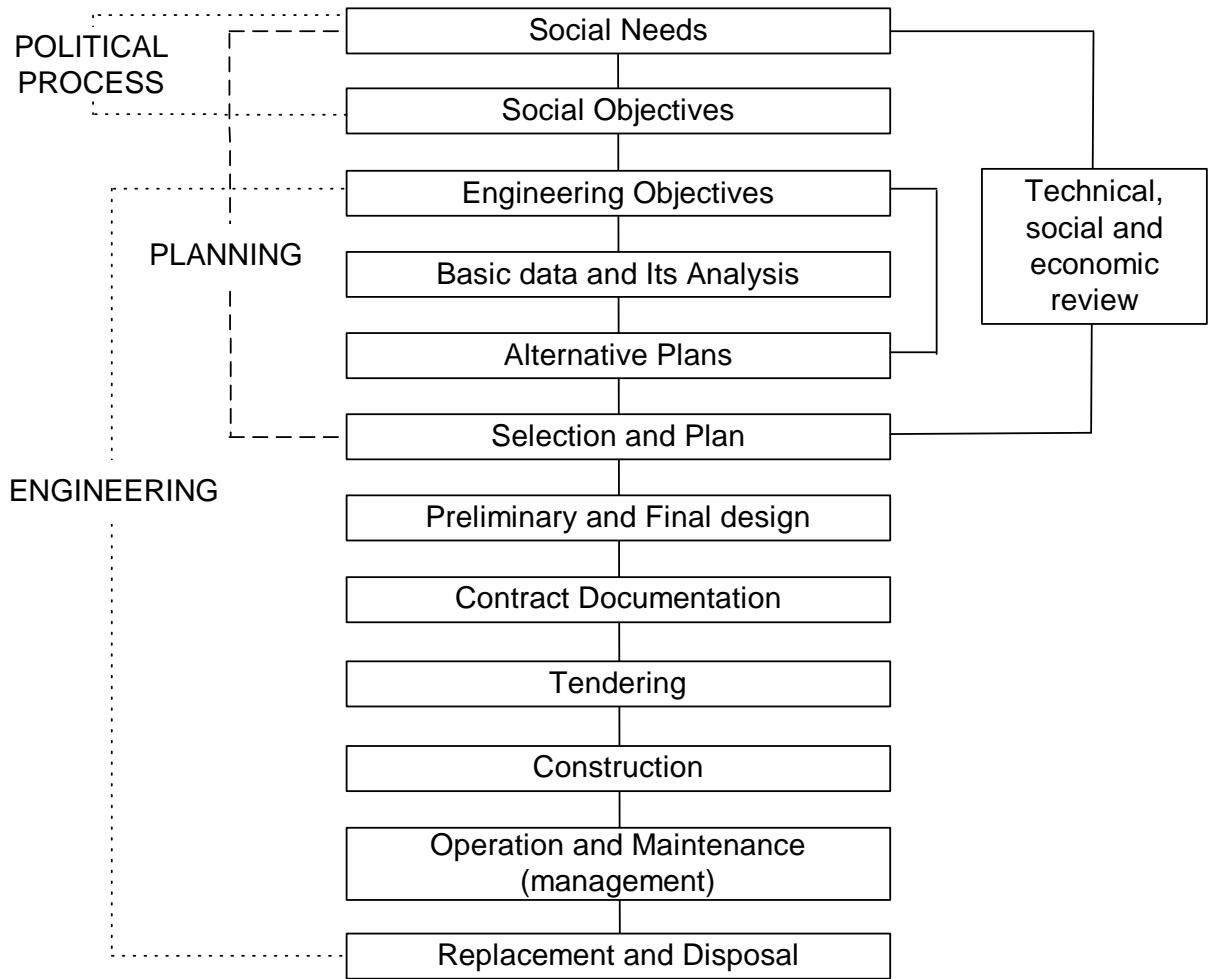 Social Needs
POLITICAL
PROCESS
Social Objectives
Engineering Objectives
Technical,
social and
economic
review
PLANNING
Basic data and Its Analysis
Alternative Plans
Selection and Plan
ENGINEERING
Preliminary and Final design
Contract Documentation
Tendering
Construction
Operation and Maintenance
(management)
Replacement and Disposal